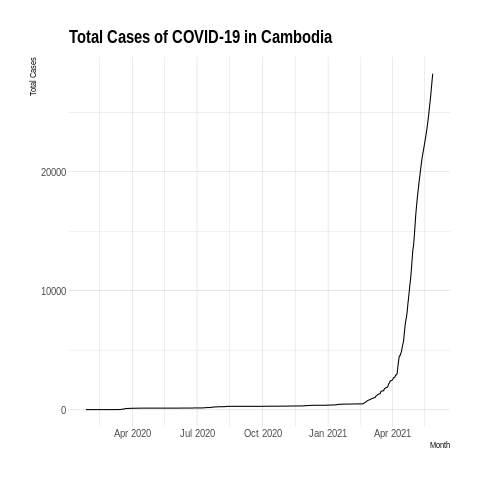 Total Cases of COVID-19 in Cambodia
Total Cases
20000
10000
0
Apr 2020 Jul 2020 Oct 2020 Jan 2021 Apr 2021
Month